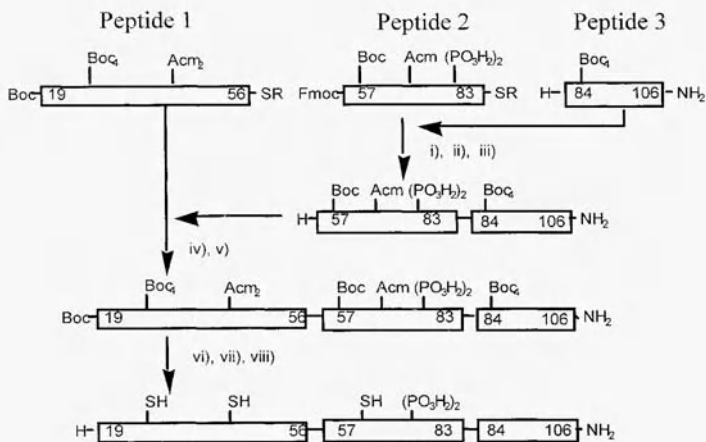 Peptide 1 Peptide 2 Peptide 3
Boc₄ Acm₂ Boc Acm (PO₃H₂)₂ Boc₄
Boc 19 56 SR Fmoc 57 83 SR H 84 106 NH₂
i), ii), iii)
Boc Acm (PO₃H₂)₂ Boc₄
H 57 83 84 106 NH₂
iv), v)
Boc₄ Acm₂ Boc Acm (PO₃H₂)₂ Boc₄
Boc 19 56 57 83 84 106 NH₂
vi), vii), viii)
SH SH SH (PO₃H₂)₂
H 19 56 57 83 84 106 NH₂